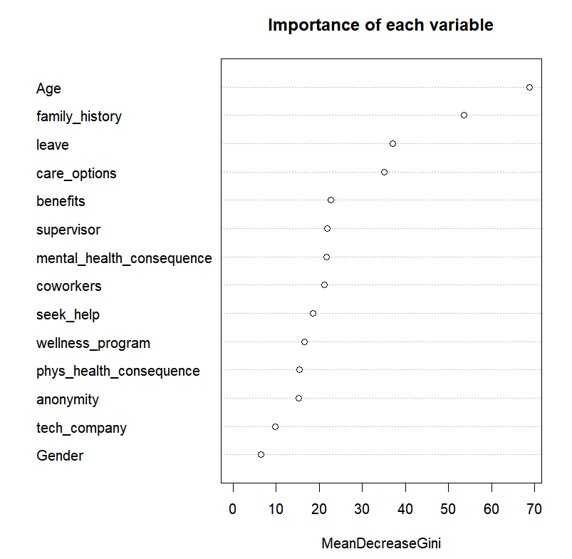 Importance of each variable
Age
family_history
leave
care_options
benefits
supervisor
mental_health_consequence
coworkers
seek_help
wellness_program
phys_health_consequence
anonymity
tech_company
Gender
0 10 20 30 40 50 60 70
MeanDecreaseGini